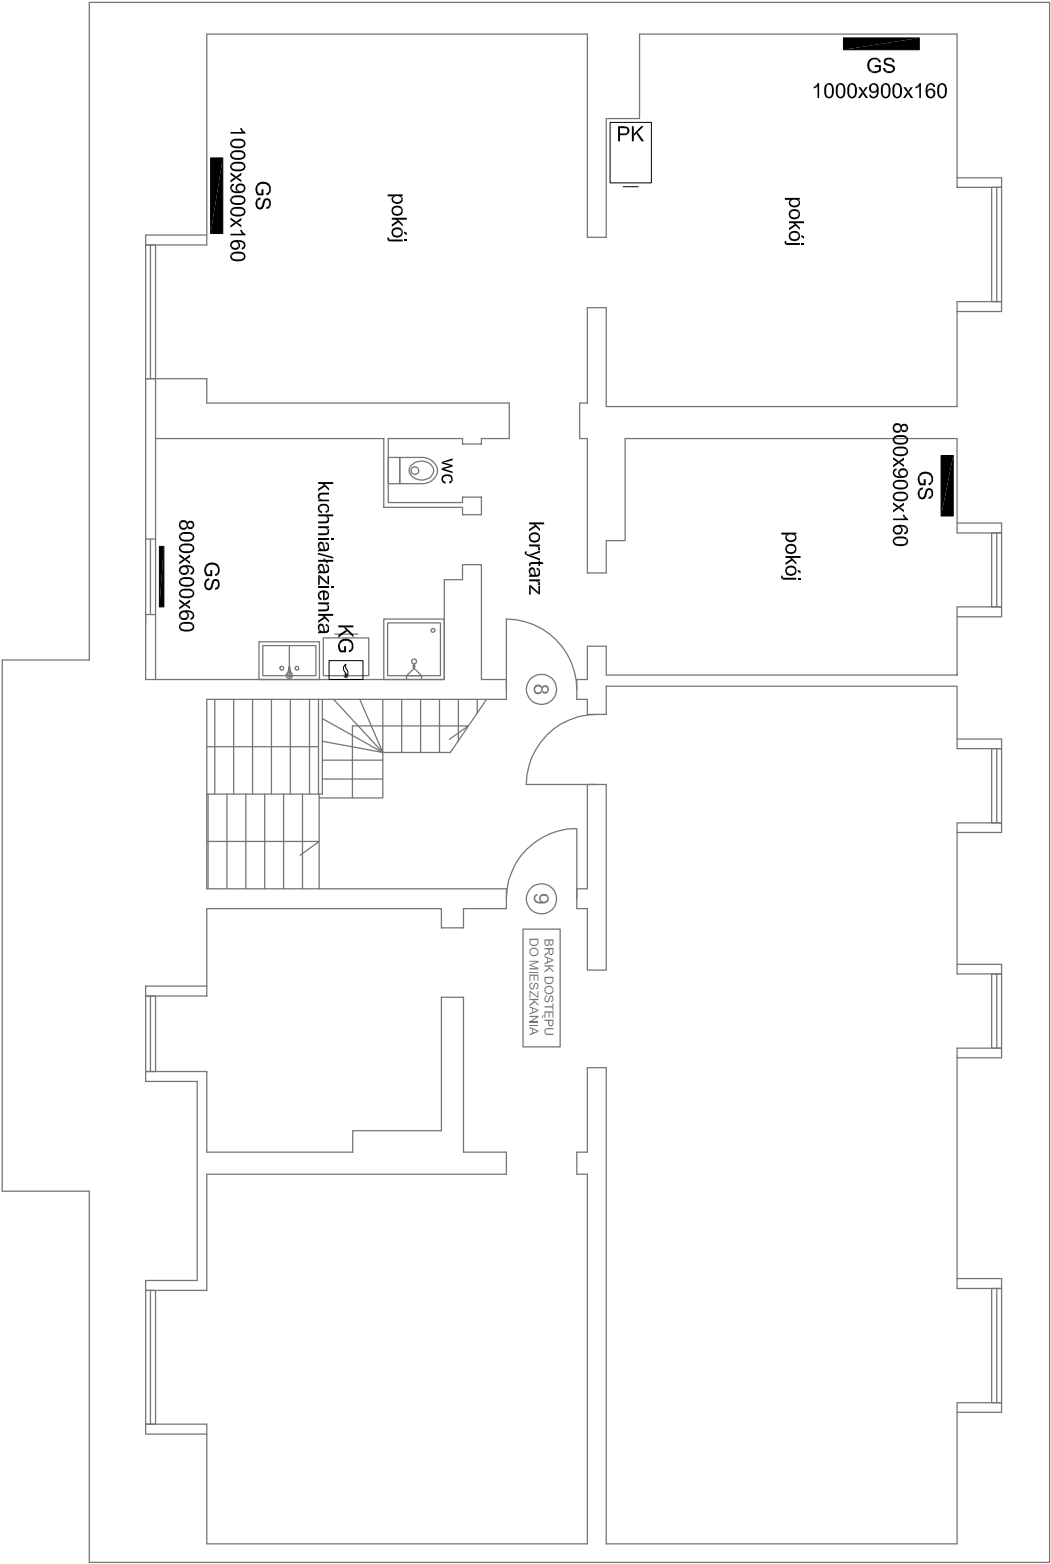 GS
1000x900x160
PK
GS
1000x900x160
pokój
pokój
GS
800x900x160
wc
kuchnia/łazienka
korytarz
pokój
GS
800x600x60
KG
8
9
BRAK DOSTĘPU
DO MIESZKANIA